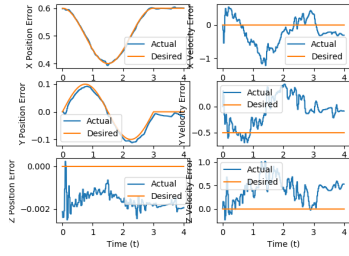 X Position Error
0.6
0.4
0 1 2 3 4
Actual
Desired
X Velocity Error
0
−1
0 1 2 3 4
Actual
Desired
Y Position Error
0.1
0.0
−0.1
0 1 2 3 4
Actual
Desired
Y Velocity Error
0.0
−0.5
0 1 2 3 4
Actual
Desired
Z Position Error
0.000
−0.002
0 1 2 3 4
Time (t)
Actual
Desired
Z Velocity Error
1.0
0.5
0.0
0 1 2 3 4
Time (t)
Actual
Desired